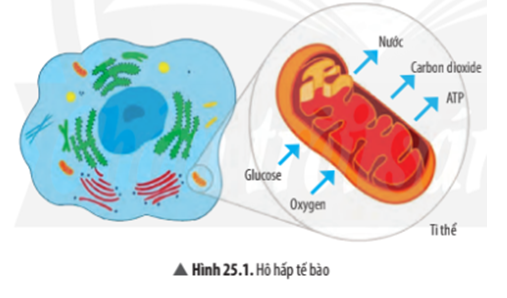 Nước
Carbon dioxide
ATP
Glucose
Oxygen
Ti thể
▲ Hình 25.1. Hô hấp tế bào